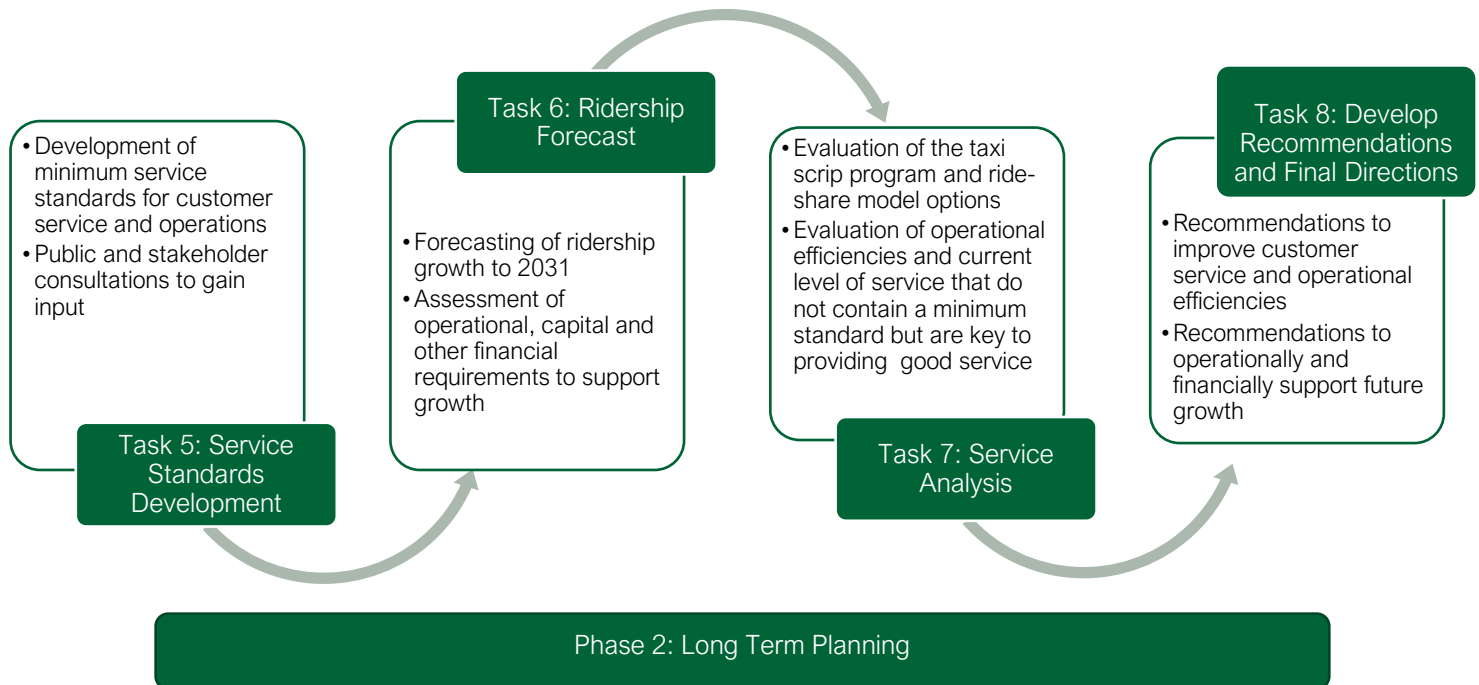 • Development of
minimum service
standards for customer
service and operations
• Public and stakeholder
consultations to gain
input
Task 5: Service
Standards
Development
Task 6: Ridership
Forecast
• Forecasting of ridership
growth to 2031
• Assessment of
operational, capital and
other financial
requirements to support
growth
• Evaluation of the taxi
scrip program and ride-
share model options
• Evaluation of operational
efficiencies and current
level of service that do
not contain a minimum
standard but are key to
providing  good service
Task 7: Service
Analysis
Task 8: Develop
Recommendations
and Final Directions
• Recommendations to
improve customer
service and operational
efficiencies
• Recommendations to
operationally and
financially support future
growth
Phase 2: Long Term Planning